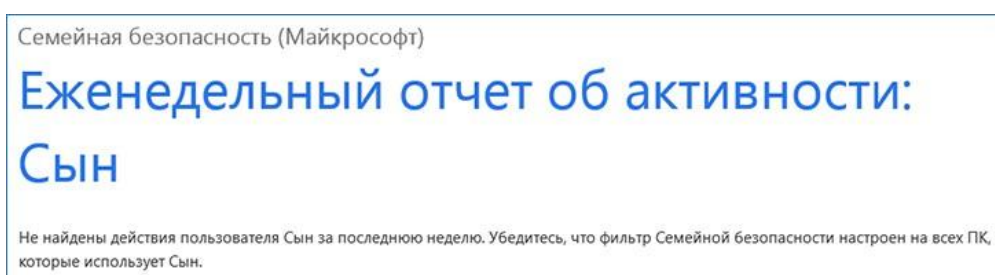 Семейная безопасность (Майкрософт)
Еженедельный отчет об активности:
Сын
Не найдены действия пользователя Сын за последнюю неделю. Убедитесь, что фильтр Семейной безопасности настроен на всех ПК,
которые использует Сын.